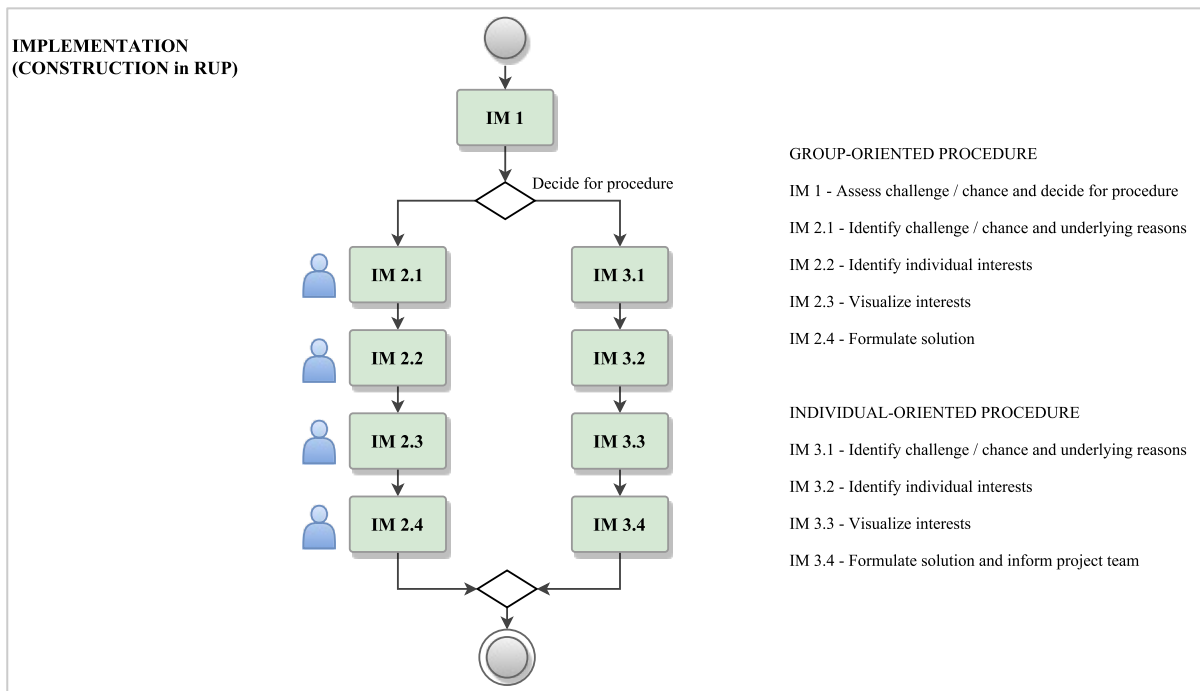 IMPLEMENTATION
(CONSTRUCTION in RUP)
IM 1
Decide for procedure
IM 2.1
IM 3.1
IM 2.2
IM 3.2
IM 2.3
IM 3.3
IM 2.4
IM 3.4
GROUP-ORIENTED PROCEDURE
IM 1 - Assess challenge / chance and decide for procedure
IM 2.1 - Identify challenge / chance and underlying reasons
IM 2.2 - Identify individual interests
IM 2.3 - Visualize interests
IM 2.4 - Formulate solution
INDIVIDUAL-ORIENTED PROCEDURE
IM 3.1 - Identify challenge / chance and underlying reasons
IM 3.2 - Identify individual interests
IM 3.3 - Visualize interests
IM 3.4 - Formulate solution and inform project team